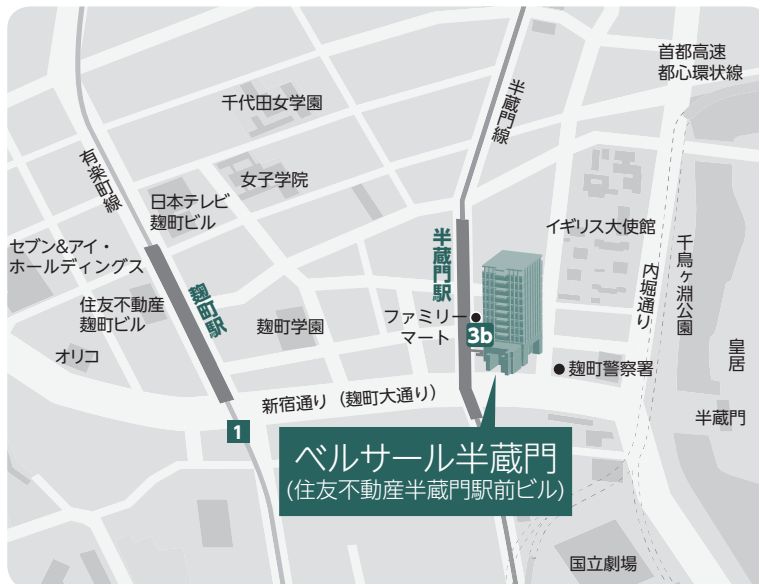 首都高速
都心環状線
半蔵門線
千代田女学園
有楽町線
女子学院
日本テレビ
麹町ビル
イギリス大使館
セブン&アイ・
ホールディングス
半蔵門駅
千鳥ヶ淵公園
内堀通り
麹町駅
住友不動産
麹町ビル
ファミリー
マート
3b
麹町学園
オリコ
麹町警察署
皇居
新宿通り（麹町大通り）
半蔵門
1
ベルサール半蔵門
(住友不動産半蔵門駅前ビル)
国立劇場